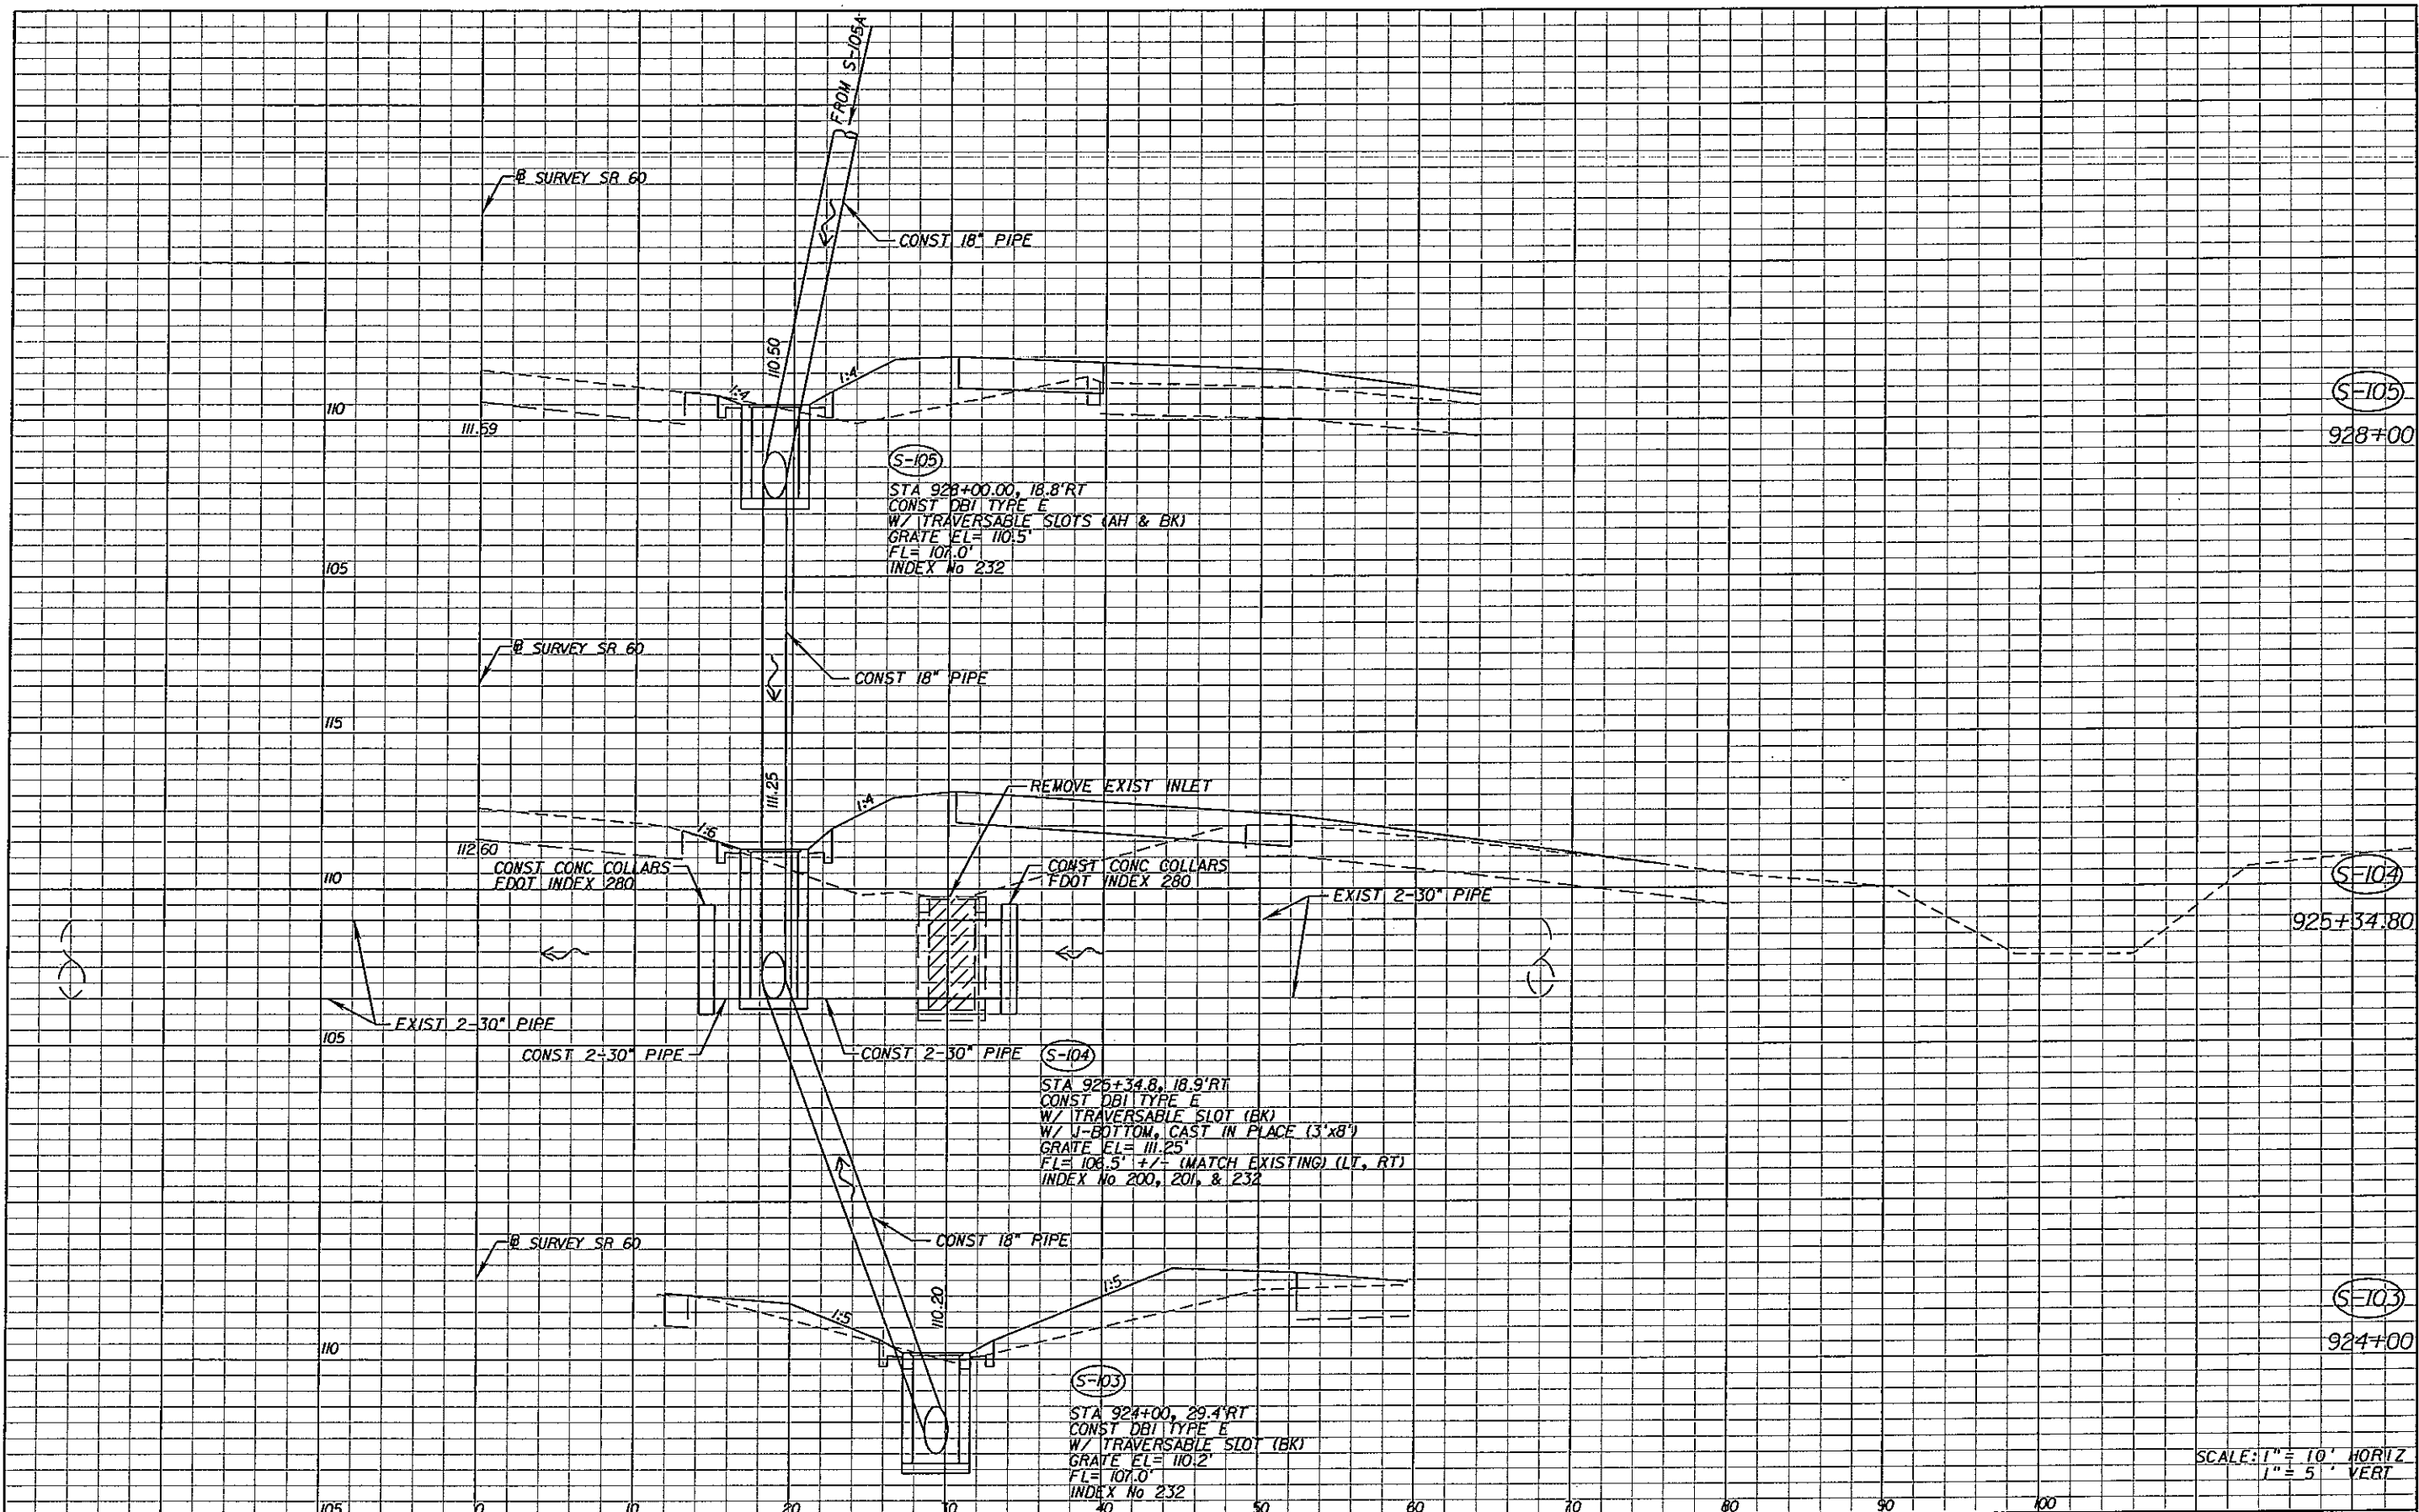 FROM S-105A
℄ SURVEY SR 60
CONST 18" PIPE
110.50
1:4
1:4
110
111.59
S-105
928+00
S-105
STA 928+00.00, 18.8'RT
CONST DBI TYPE E
W/ TRAVERSABLE SLOTS (AH & BK)
GRATE EL= 110.5'
FL= 107.0'
INDEX No 232
105
℄ SURVEY SR 60
CONST 18" PIPE
115
111.25
REMOVE EXIST INLET
1:4
1:6
112.60
CONST CONC COLLARS
FDOT INDEX 280
CONST CONC COLLARS
FDOT INDEX 280
110
EXIST 2-30" PIPE
S-104
925+34.80
EXIST 2-30" PIPE
105
CONST 2-30" PIPE
CONST 2-30" PIPE
S-104
STA 925+34.8, 18.9'RT
CONST DBI TYPE E
W/ TRAVERSABLE SLOT (BK)
W/ J-BOTTOM, CAST IN PLACE (3'x8')
GRATE EL= 111.25'
FL= 106.5' +/- (MATCH EXISTING) (LT, RT)
INDEX No 200, 201, & 232
℄ SURVEY SR 60
CONST 18" PIPE
110.20
1:5
1:5
110
S-103
924+00
S-103
STA 924+00, 29.4'RT
CONST DBI TYPE E
W/ TRAVERSABLE SLOT (BK)
GRATE EL= 110.2'
FL= 107.0'
INDEX No 232
SCALE: 1" = 10' HORIZ
1" = 5' VERT
105 0 10 20 30 40 50 60 70 80 90 100